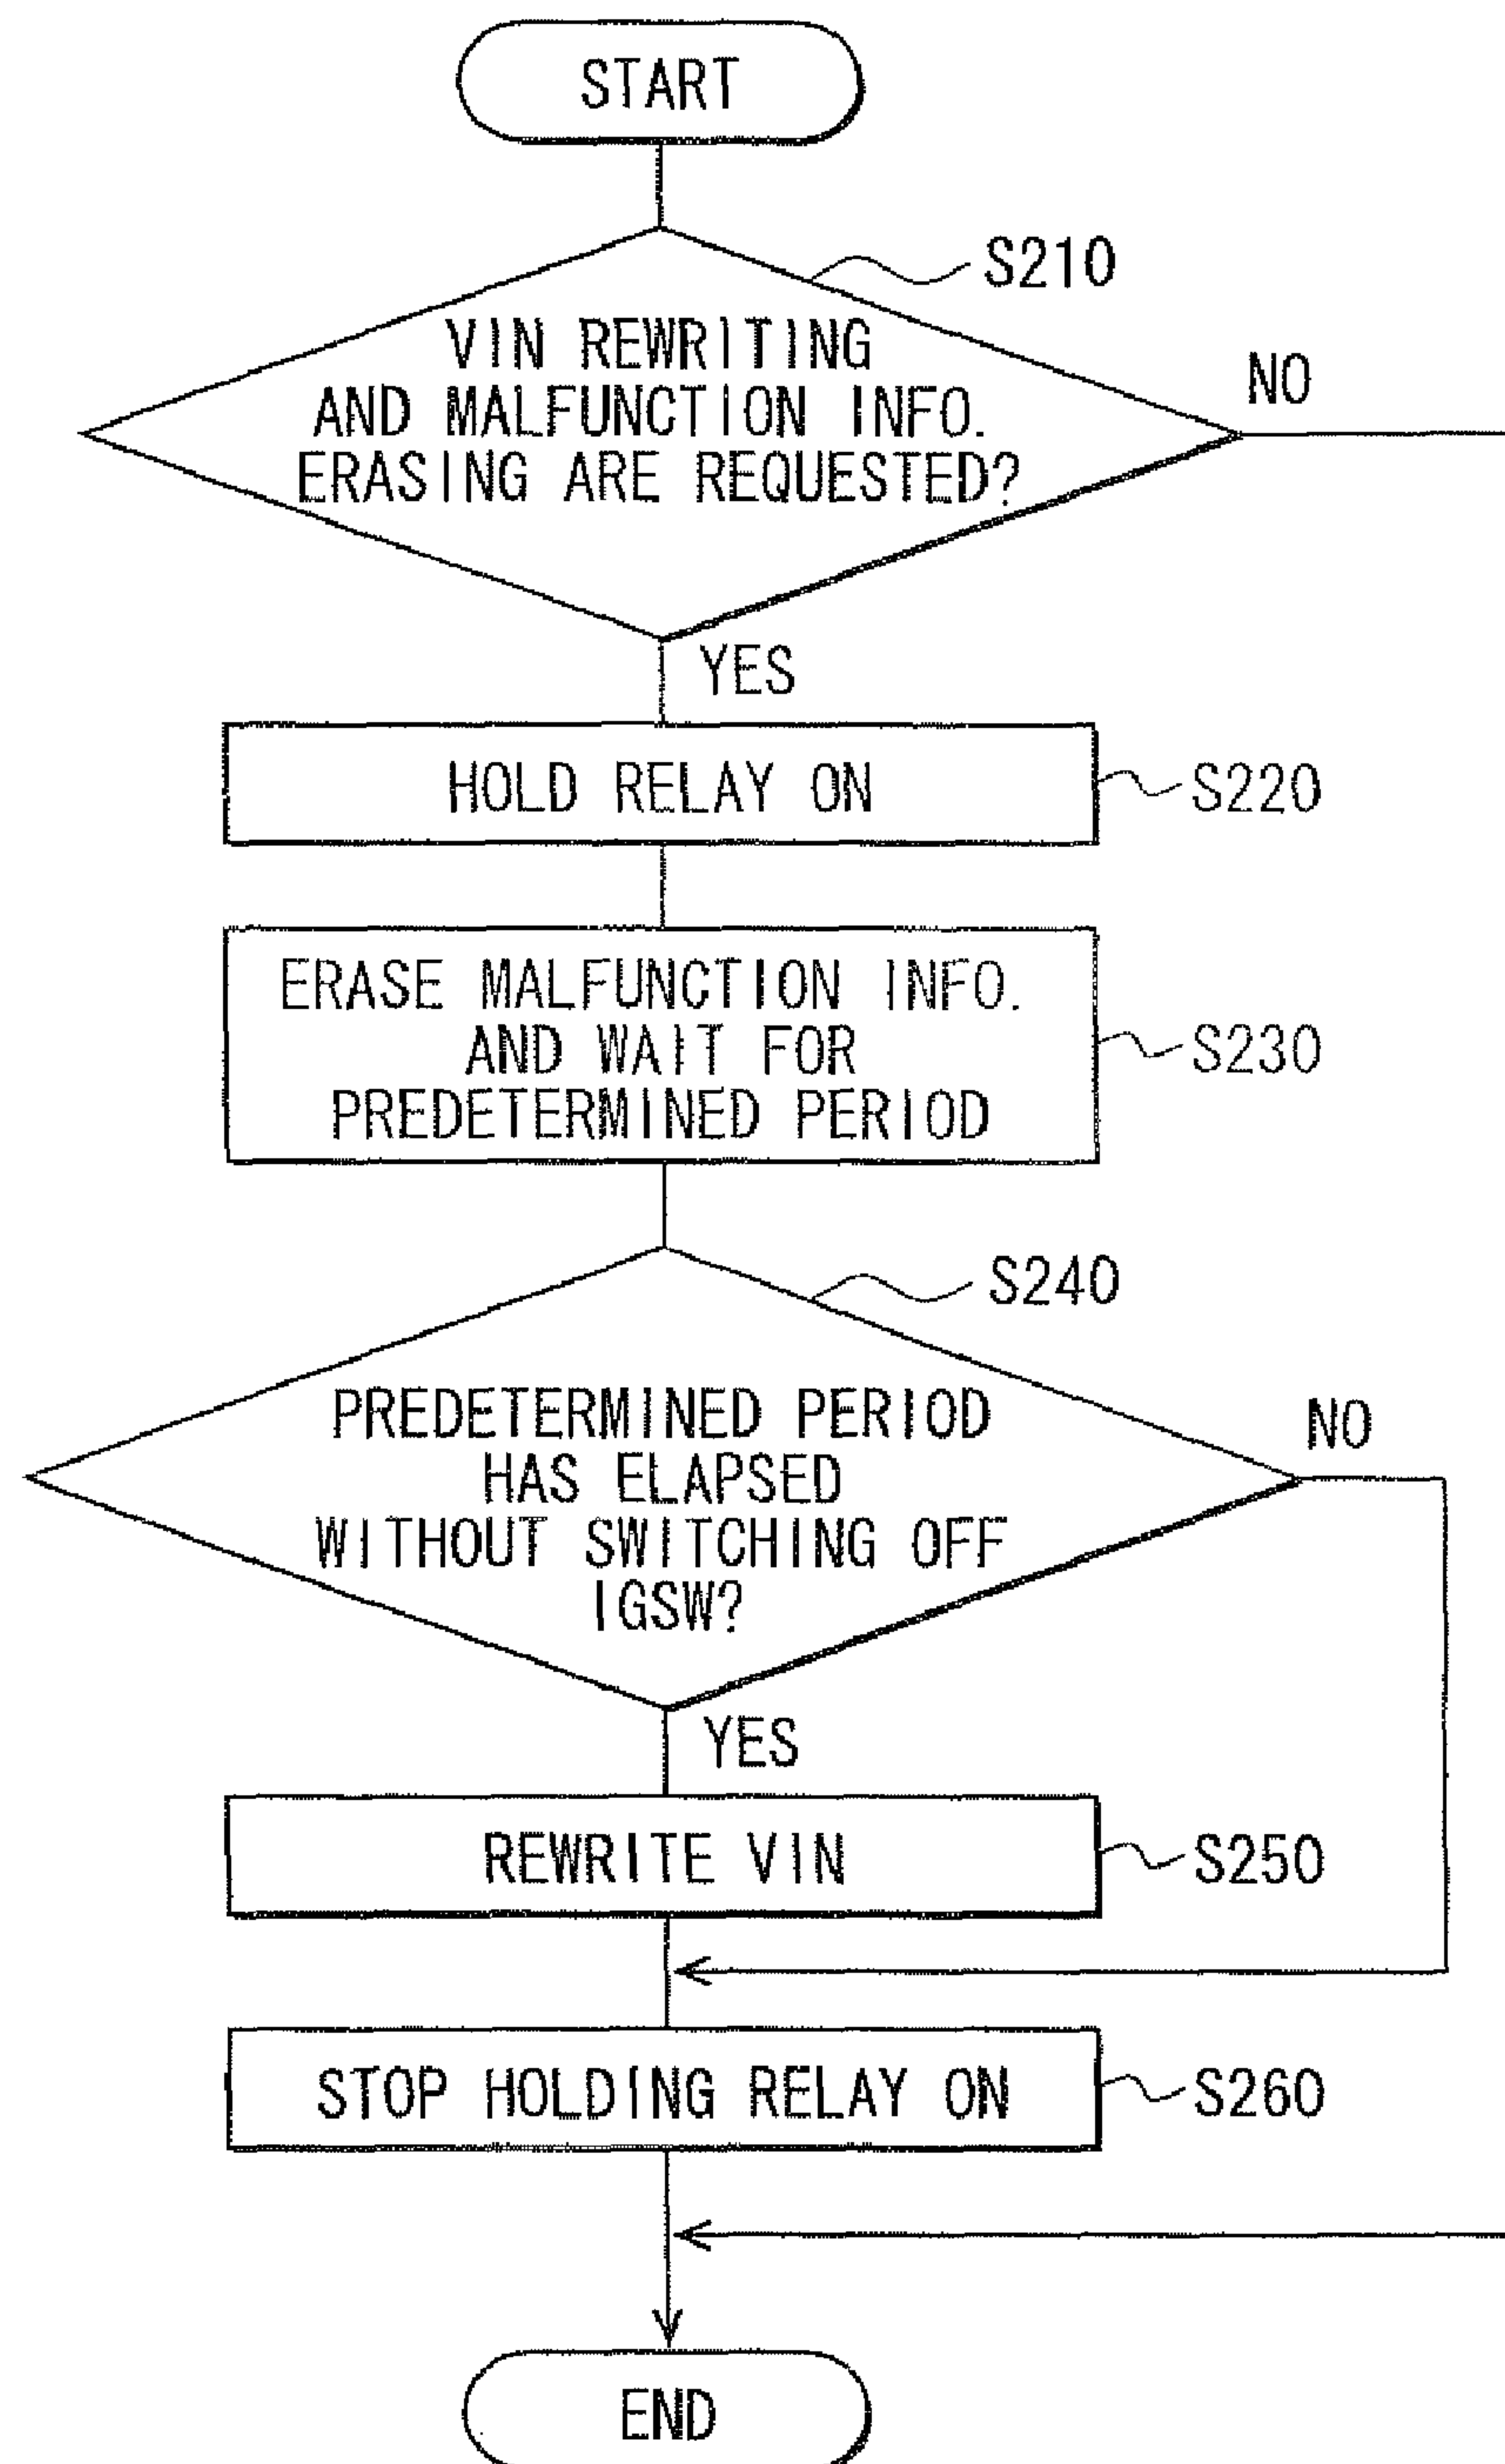 START
S210
VIN REWRITING
AND MALFUNCTION INFO.
ERASING ARE REQUESTED?
NO
YES
HOLD RELAY ON
S220
ERASE MALFUNCTION INFO.
AND WAIT FOR
PREDETERMINED PERIOD
S230
S240
PREDETERMINED PERIOD
HAS ELAPSED
WITHOUT SWITCHING OFF
IGSW?
NO
YES
REWRITE VIN
S250
STOP HOLDING RELAY ON
S260
END